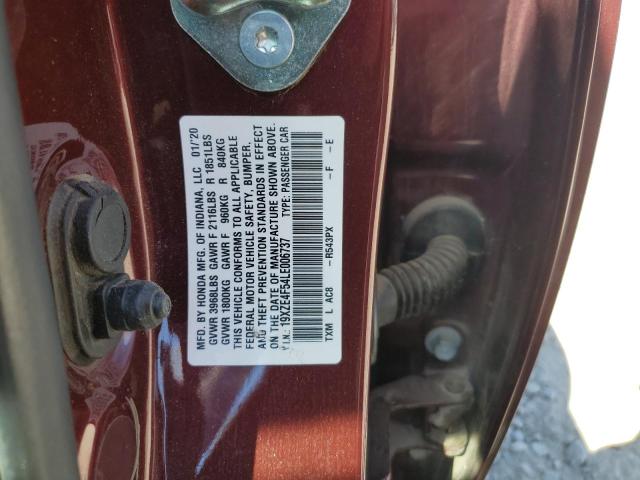 MFD. BY HONDA MFG. OF INDIANA, LLC 01/'20
GVWR 3968LBS GAWR F 2116LBS R 1851LBS
GVWR 1800KG GAWR F 960KG R 840KG
THIS VEHICLE CONFORMS TO ALL APPLICABLE
FEDERAL MOTOR VEHICLE SAFETY, BUMPER,
AND THEFT PREVENTION STANDARDS IN EFFECT
ON THE DATE OF MANUFACTURE SHOWN ABOVE.
V.I.N.: 19XZE4F54LE006737 TYPE: PASSENGER CAR
TXM L AC8 – R543PX – F – E